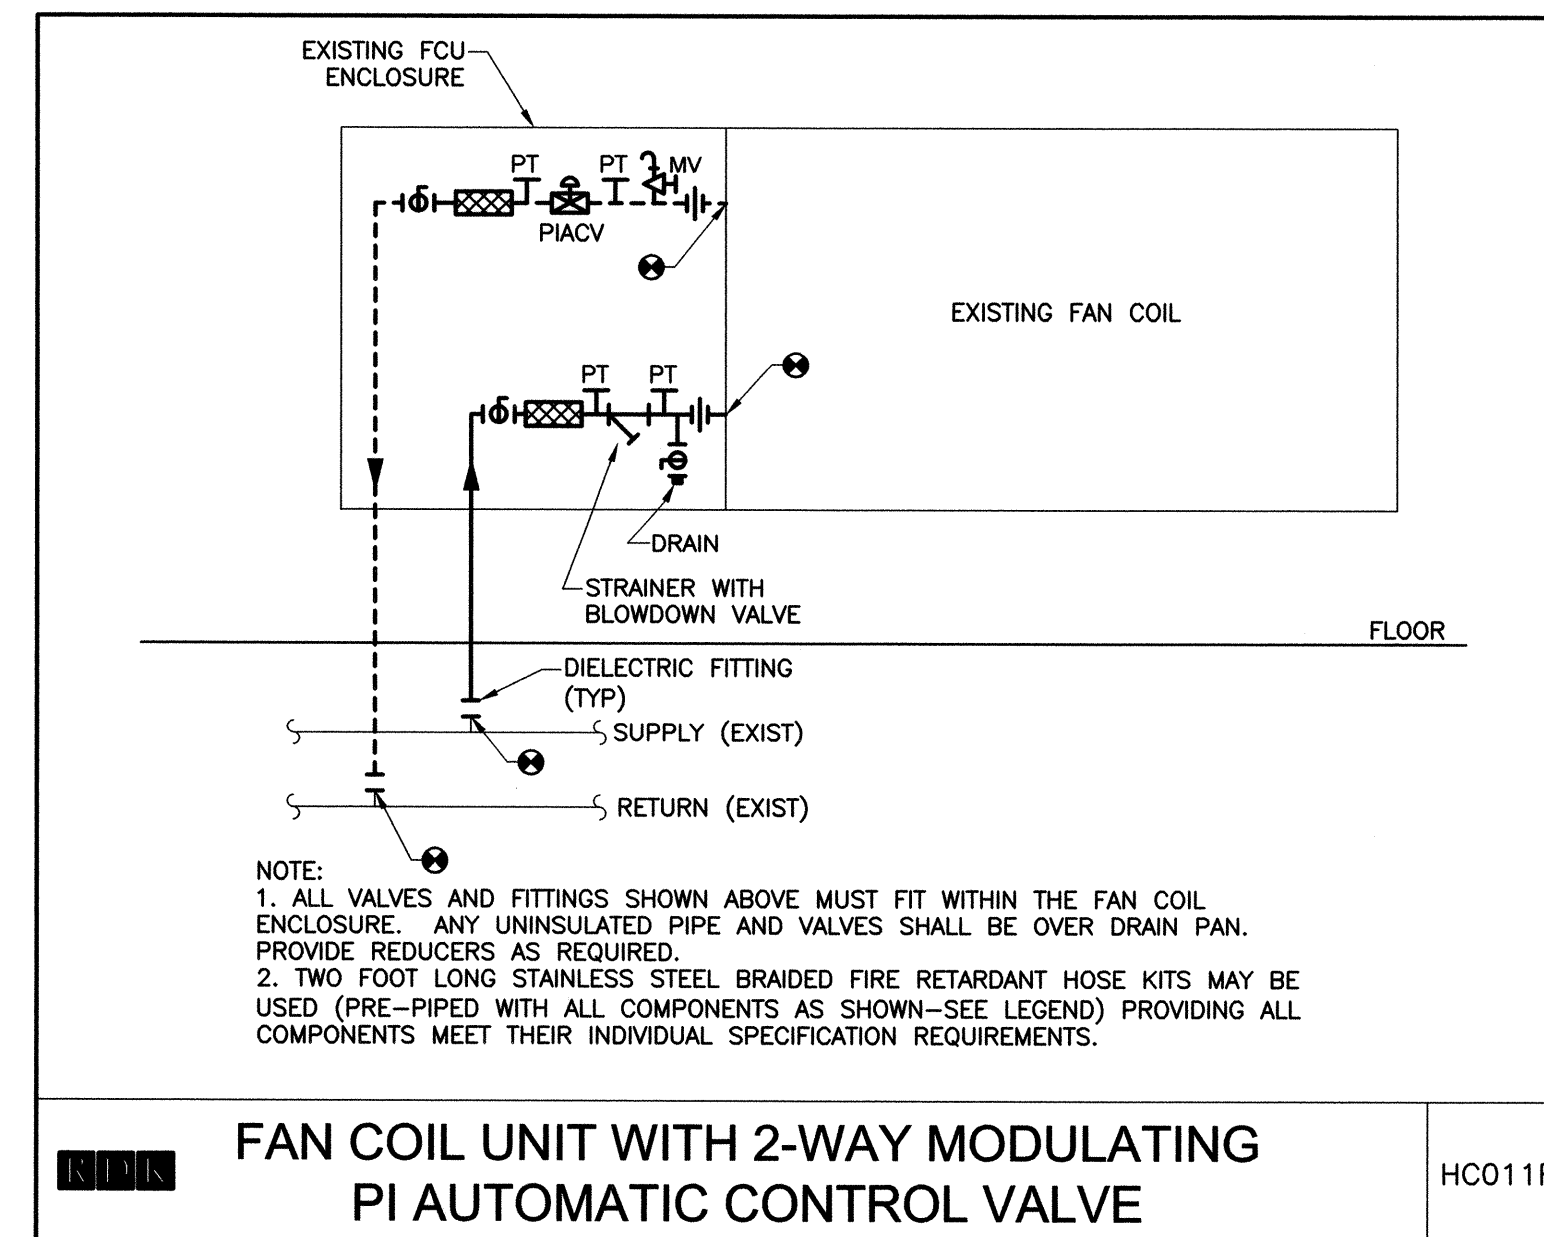 EXISTING FCU
ENCLOSURE
PT
PT
MV
PIACV
EXISTING FAN COIL
PT
PT
DRAIN
STRAINER WITH
BLOWDOWN VALVE
FLOOR
DIELECTRIC FITTING
(TYP)
SUPPLY (EXIST)
RETURN (EXIST)
NOTE:
1. ALL VALVES AND FITTINGS SHOWN ABOVE MUST FIT WITHIN THE FAN COIL
ENCLOSURE. ANY UNINSULATED PIPE AND VALVES SHALL BE OVER DRAIN PAN.
PROVIDE REDUCERS AS REQUIRED.
2. TWO FOOT LONG STAINLESS STEEL BRAIDED FIRE RETARDANT HOSE KITS MAY BE
USED (PRE-PIPED WITH ALL COMPONENTS AS SHOWN-SEE LEGEND) PROVIDING ALL
COMPONENTS MEET THEIR INDIVIDUAL SPECIFICATION REQUIREMENTS.
FAN COIL UNIT WITH 2-WAY MODULATING
PI AUTOMATIC CONTROL VALVE